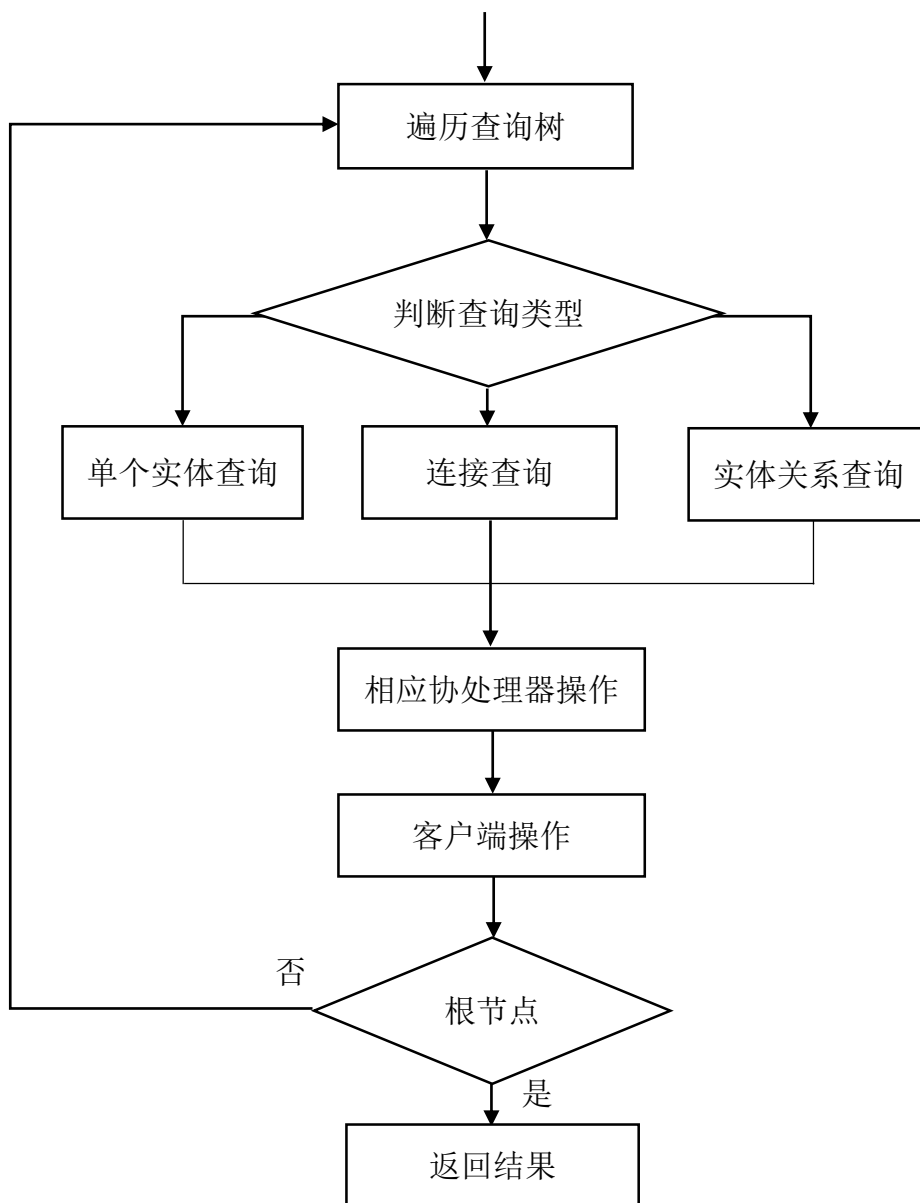 遍历查询树
判断查询类型
单个实体查询
连接查询
实体关系查询
相应协处理器操作
客户端操作
否
根节点
是
返回结果